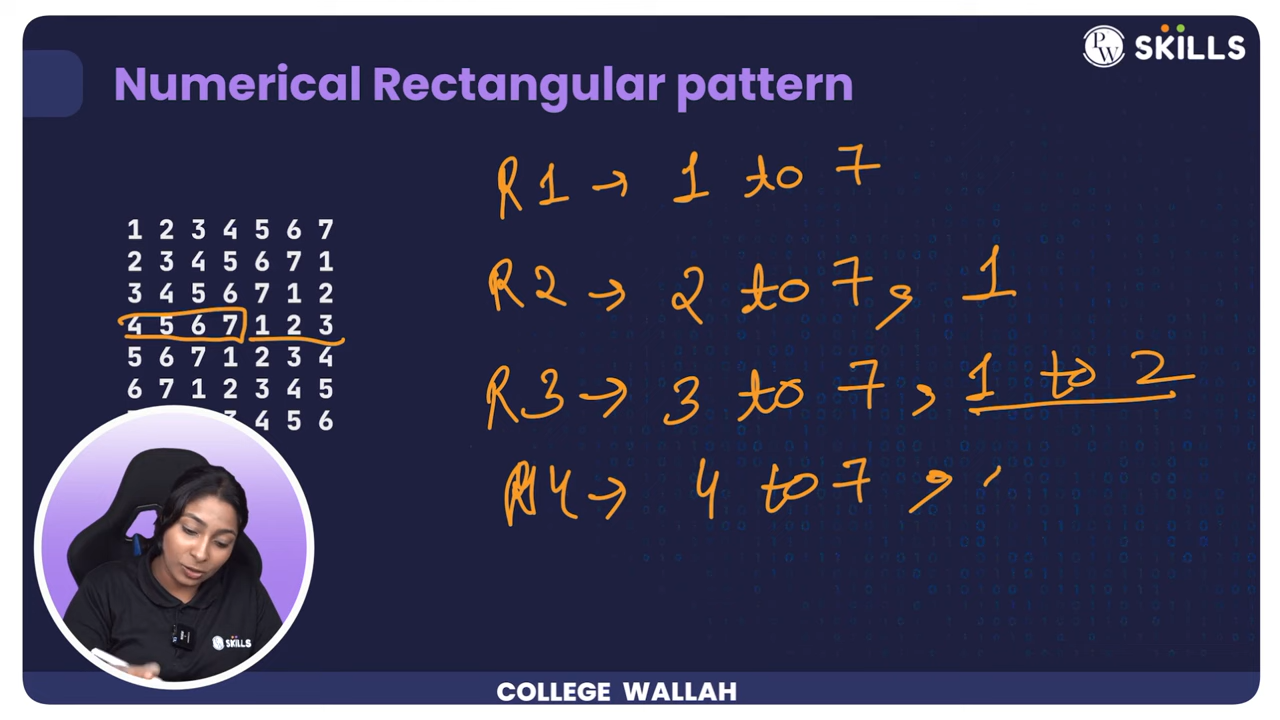 PW SKILLS
Numerical Rectangular pattern
R1 → 1 to 7
1 2 3 4 5 6 7
2 3 4 5 6 7 1
R2 → 2 to 7, 1
3 4 5 6 7 1 2
4 5 6 7 1 2 3
5 6 7 1 2 3 4
R3 → 3 to 7, 1 to 2
6 7 1 2 3 4 5
4 5 6
R4 → 4 to 7,
SKILLS
COLLEGE WALLAH